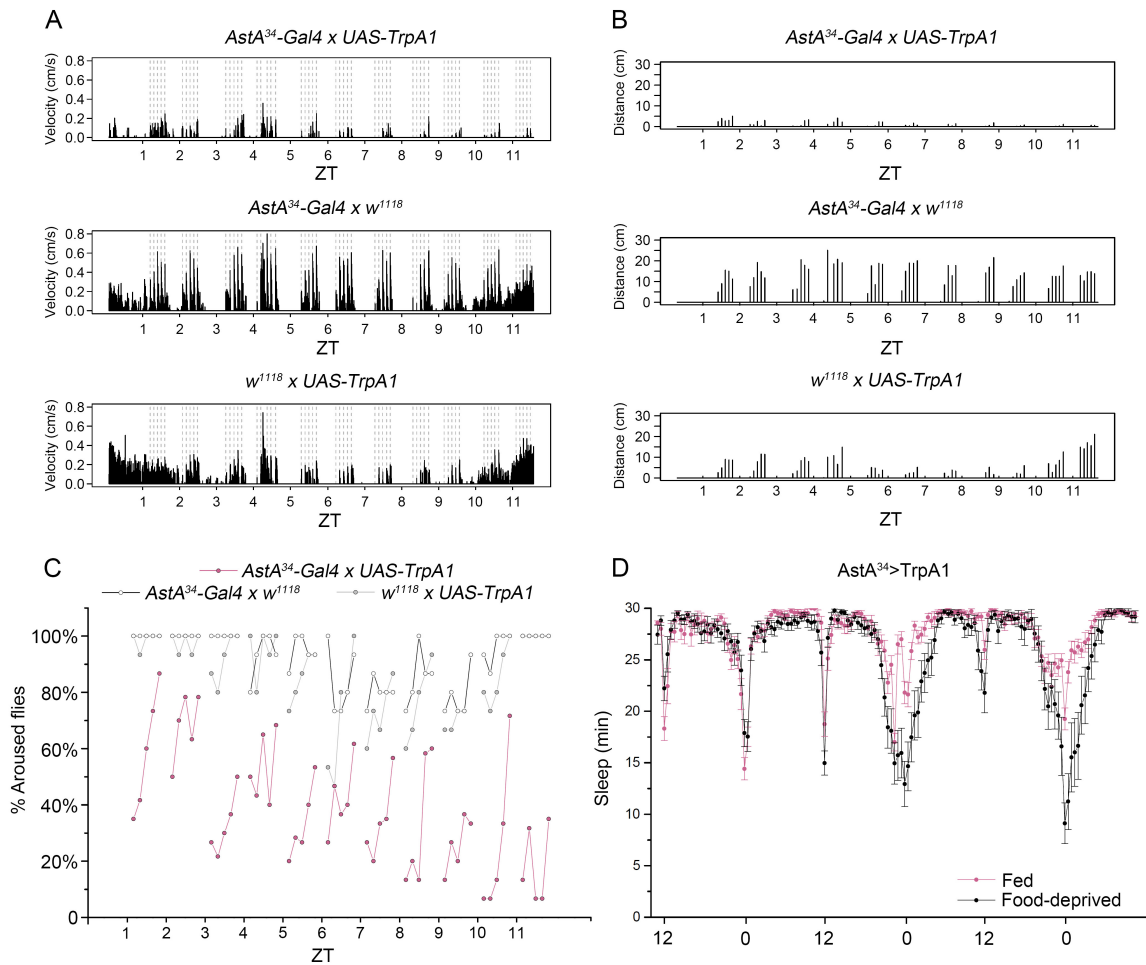 A
AstA³⁴-Gal4 x UAS-TrpA1
Velocity (cm/s)
0.8
0.6
0.4
0.2
0.0
1 2 3 4 5 6 7 8 9 10 11
ZT
AstA³⁴-Gal4 x w¹¹¹⁸
Velocity (cm/s)
0.8
0.6
0.4
0.2
0.0
1 2 3 4 5 6 7 8 9 10 11
ZT
w¹¹¹⁸ x UAS-TrpA1
Velocity (cm/s)
0.8
0.6
0.4
0.2
0.0
1 2 3 4 5 6 7 8 9 10 11
ZT
B
AstA³⁴-Gal4 x UAS-TrpA1
Distance (cm)
30
20
10
0
1 2 3 4 5 6 7 8 9 10 11
ZT
AstA³⁴-Gal4 x w¹¹¹⁸
Distance (cm)
30
20
10
0
1 2 3 4 5 6 7 8 9 10 11
ZT
w¹¹¹⁸ x UAS-TrpA1
Distance (cm)
30
20
10
0
1 2 3 4 5 6 7 8 9 10 11
ZT
C
AstA³⁴-Gal4 x UAS-TrpA1
AstA³⁴-Gal4 x w¹¹¹⁸ w¹¹¹⁸ x UAS-TrpA1
% Aroused flies
100%
80%
60%
40%
20%
0
1 2 3 4 5 6 7 8 9 10 11
ZT
D
AstA³⁴>TrpA1
Sleep (min)
30
25
20
15
10
5
0
Fed
Food-deprived
12 0 12 0 12 0